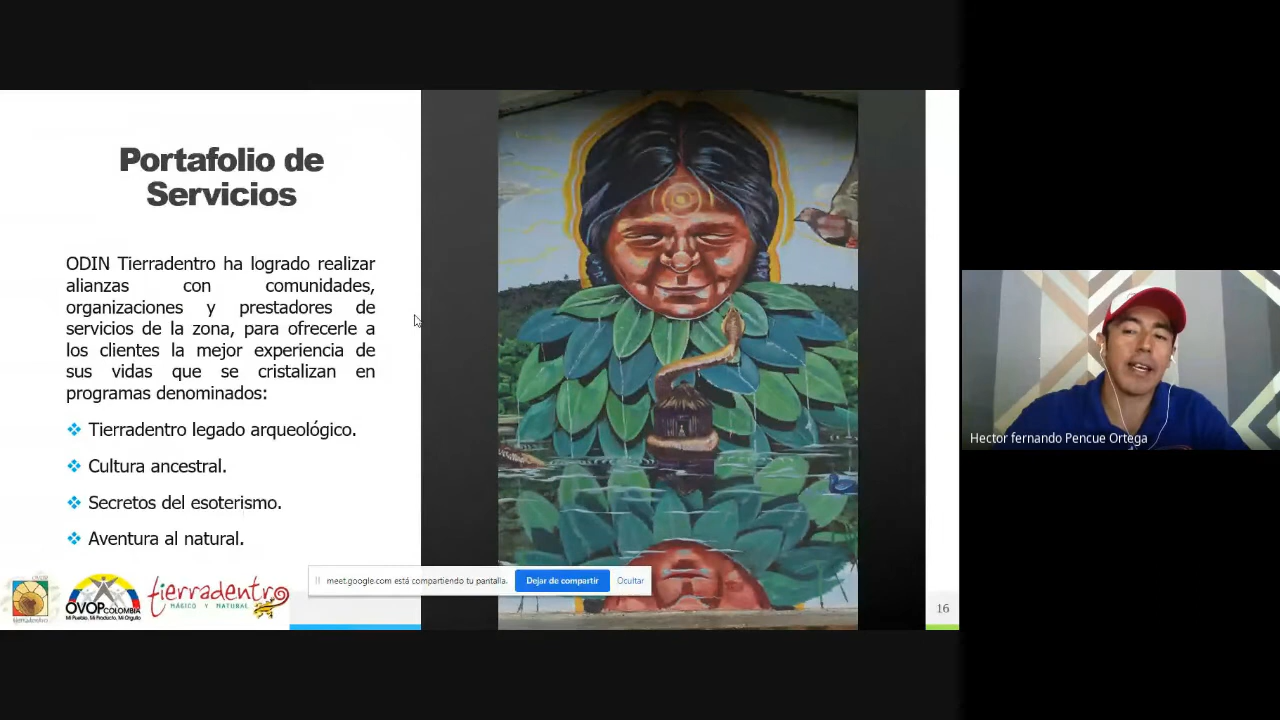 Portafolio de
Servicios
ODIN Tierradentro ha logrado realizar
alianzas con comunidades,
organizaciones y prestadores de
servicios de la zona, para ofrecerle a
los clientes la mejor experiencia de
sus vidas que se cristalizan en
programas denominados:
Tierradentro legado arqueológico.
Cultura ancestral.
Secretos del esoterismo.
Aventura al natural.
OVOP COLOMBIA
Mi Pueblo, Mi Producto, Mi Orgullo
tierradentro
MÁGICO Y NATURAL
meet.google.com está compartiendo tu pantalla.
Dejar de compartir
Ocultar
16
Hector fernando Pencue Ortega